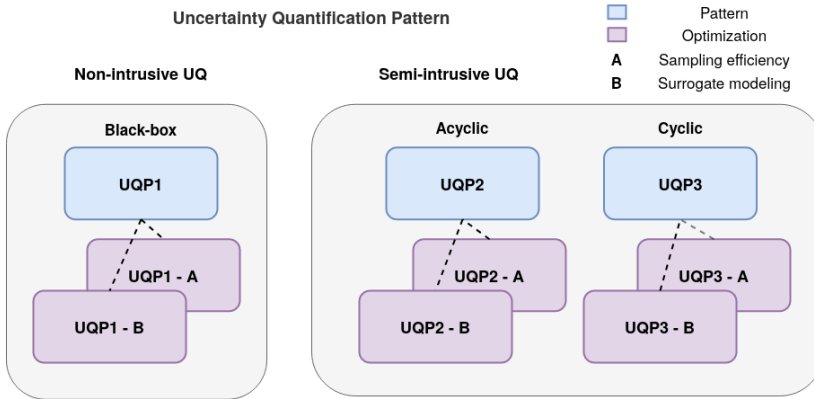 Uncertainty Quantification Pattern
Pattern
Optimization
A Sampling efficiency
B Surrogate modeling
Non-intrusive UQ
Semi-intrusive UQ
Black-box
Acyclic
Cyclic
UQP1
UQP2
UQP3
UQP1 - A
UQP2 - A
UQP3 - A
UQP1 - B
UQP2 - B
UQP3 - B